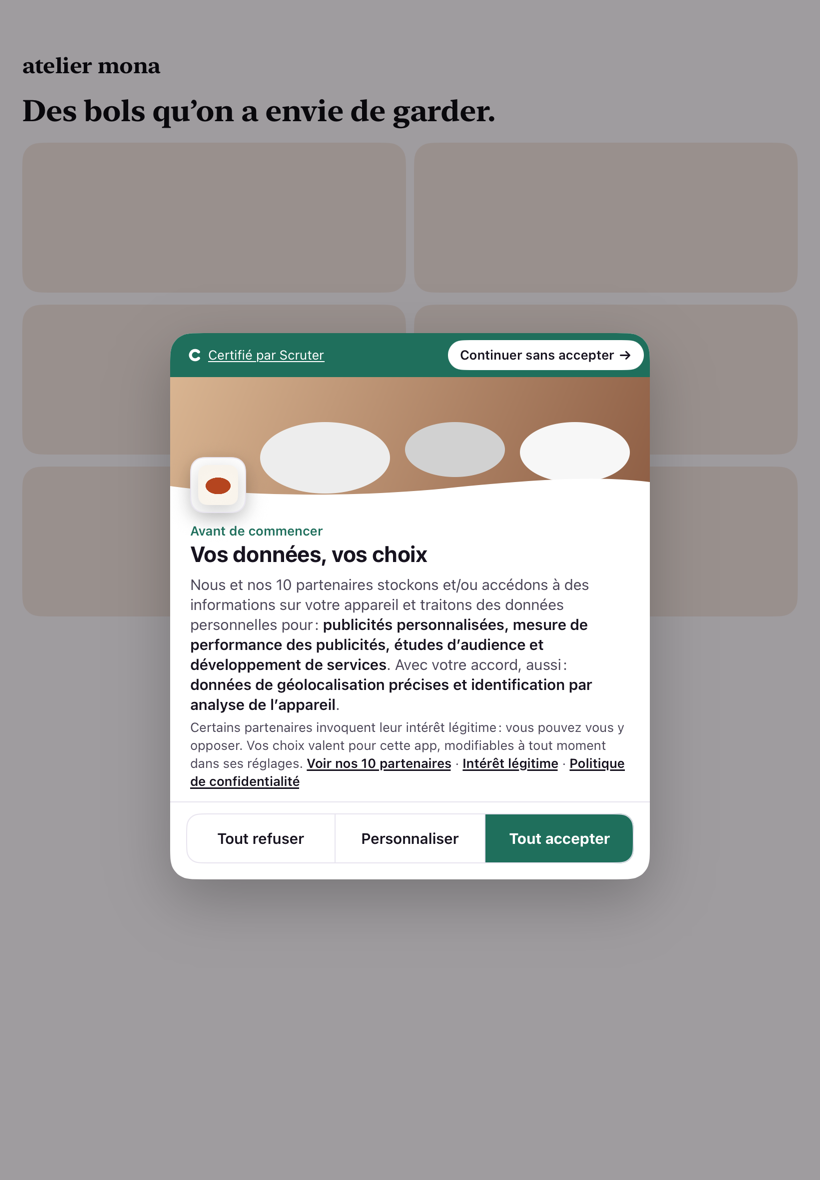 atelier mona
Des bols qu’on a envie de garder.
Certifié par Scruter
Continuer sans accepter →
Avant de commencer
Vos données, vos choix
Nous et nos 10 partenaires stockons et/ou accédons à des
informations sur votre appareil et traitons des données
personnelles pour : publicités personnalisées, mesure de
performance des publicités, études d’audience et
développement de services. Avec votre accord, aussi :
données de géolocalisation précises et identification par
analyse de l’appareil.
Certains partenaires invoquent leur intérêt légitime : vous pouvez vous y
opposer. Vos choix valent pour cette app, modifiables à tout moment
dans ses réglages. Voir nos 10 partenaires · Intérêt légitime · Politique
de confidentialité
Tout refuser
Personnaliser
Tout accepter